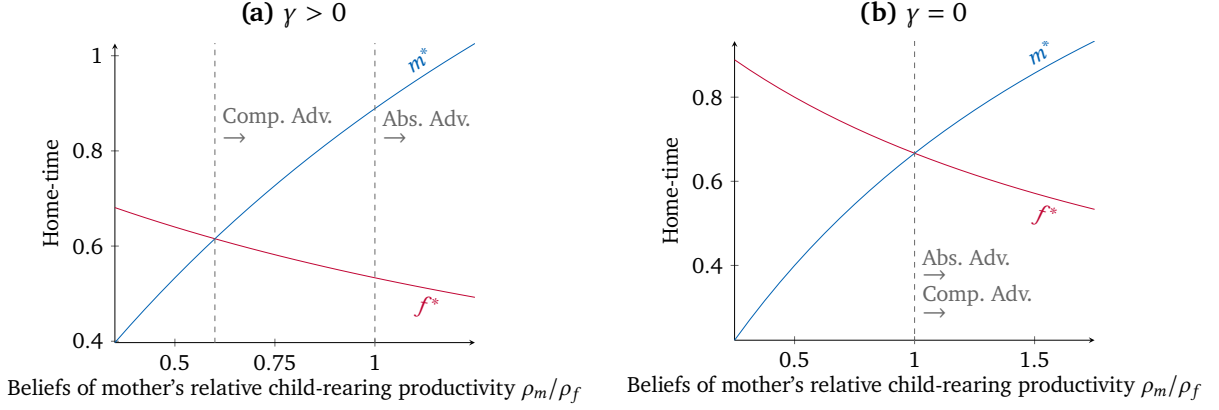 (a) γ > 0
1
0.8
0.6
0.4
Home-time
m*
Comp. Adv.
→
Abs. Adv.
→
f*
0.5
0.75
1
Beliefs of mother's relative child-rearing productivity ρm/ρf
(b) γ = 0
0.8
0.6
0.4
Home-time
m*
f*
Abs. Adv.
→
Comp. Adv.
→
0.5
1
1.5
Beliefs of mother's relative child-rearing productivity ρm/ρf